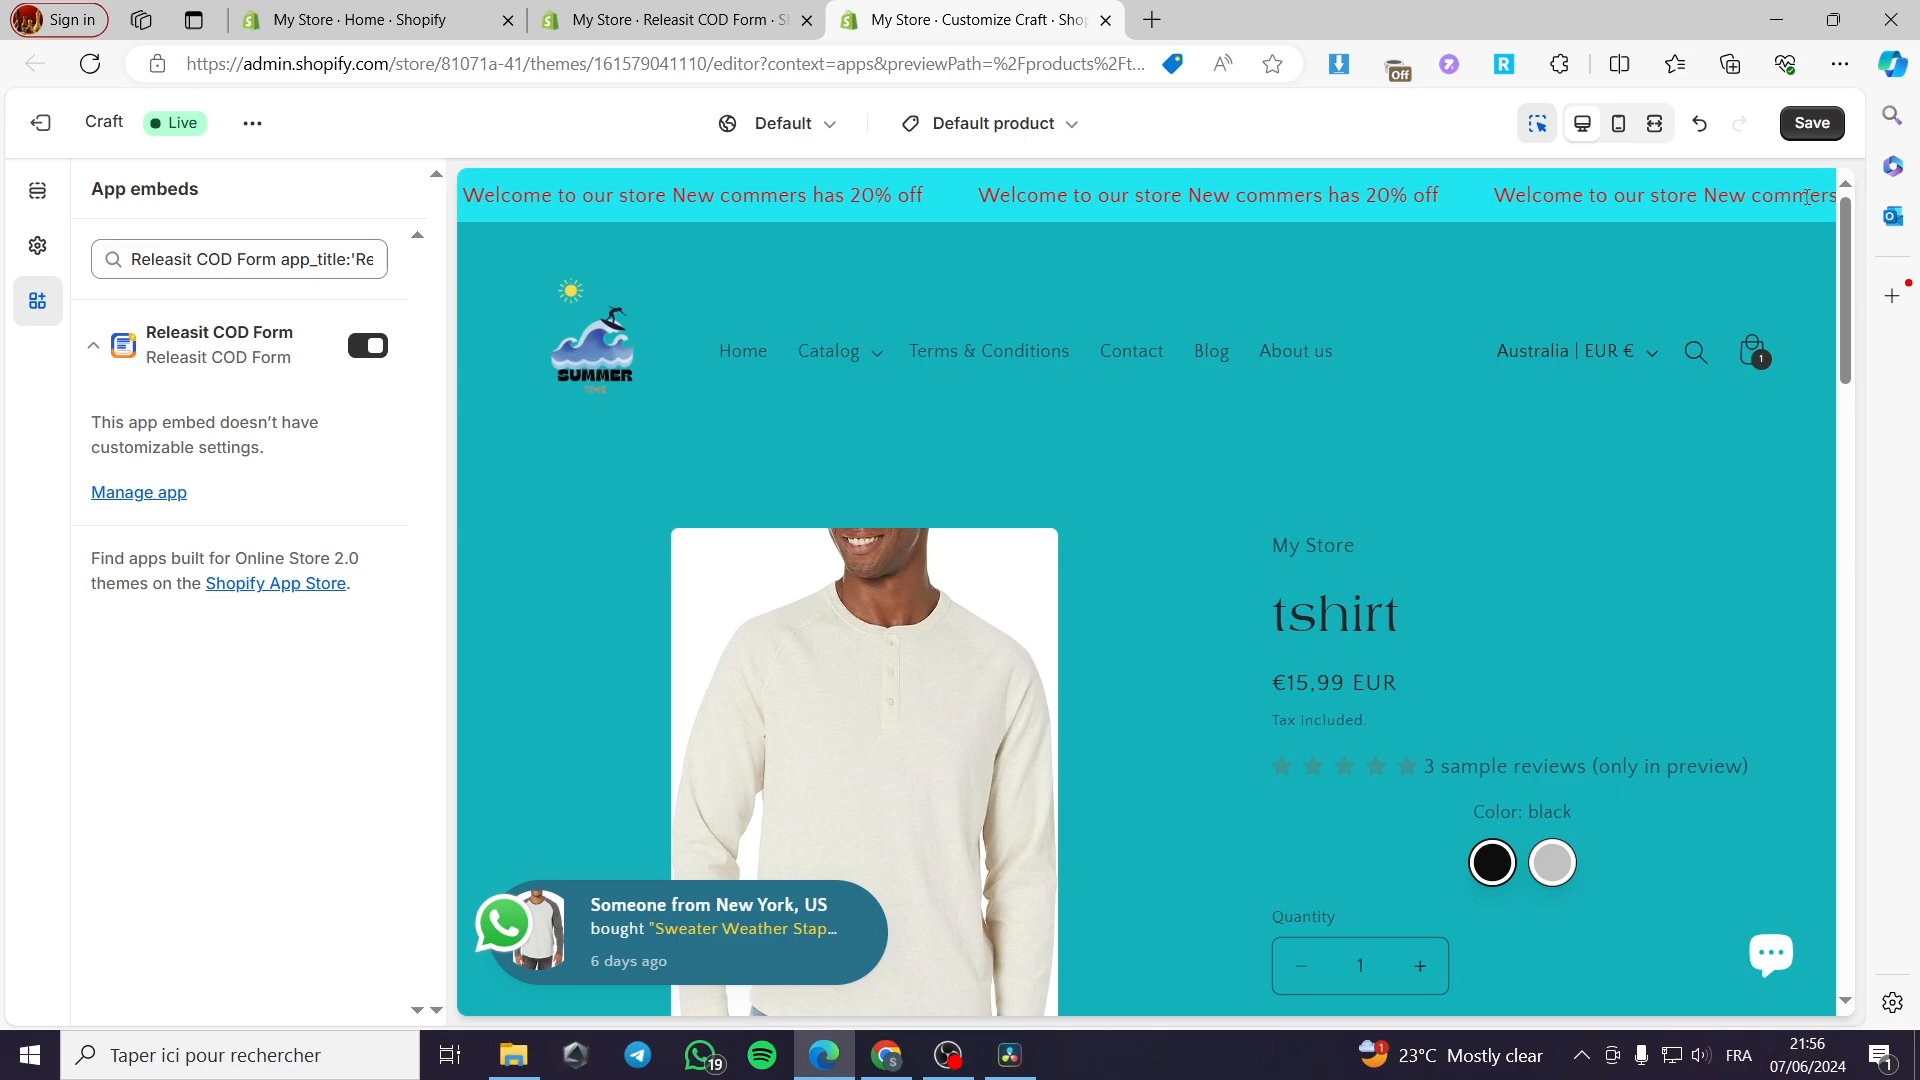 Sign in
My Store · Home · Shopify
My Store · Releasit COD Form · S
My Store · Customize Craft · Sho
https://admin.shopify.com/store/81071a-41/themes/161579041110/editor?context=apps&previewPath=%2Fproducts%2Ft...
Off
Craft
Live
Default
Default product
Save
App embeds
Releasit COD Form app_title:'Re
Releasit COD Form
Releasit COD Form
This app embed doesn't have
customizable settings.
Manage app
Find apps built for Online Store 2.0
themes on the Shopify App Store.
Welcome to our store New commers has 20% off
Welcome to our store New commers has 20% off
Welcome to our store New commers
SUMMER
TIME
Home
Catalog
Terms & Conditions
Contact
Blog
About us
Australia | EUR €
1
My Store
tshirt
€15,99 EUR
Tax included.
3 sample reviews (only in preview)
Color: black
Quantity
1
Someone from New York, US
bought "Sweater Weather Stap...
6 days ago
Taper ici pour rechercher
19
1
23°C Mostly clear
FRA
21:56
07/06/2024
1